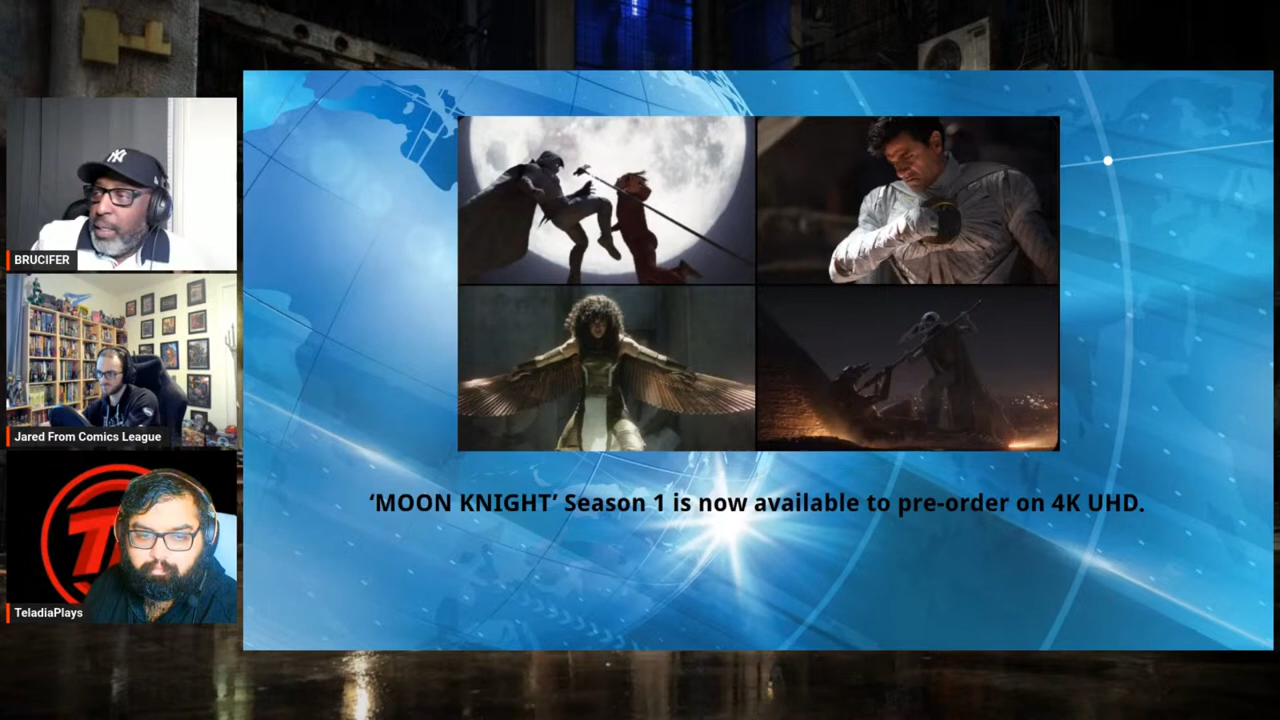 BRUCIFER
Jared From Comics League
TeladiaPlays
‘MOON KNIGHT’ Season 1 is now available to pre-order on 4K UHD.